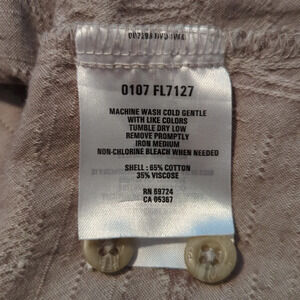 0107 FL7127
MACHINE WASH COLD GENTLE
WITH LIKE COLORS
TUMBLE DRY LOW
REMOVE PROMPTLY
IRON MEDIUM
NON-CHLORINE BLEACH WHEN NEEDED
SHELL : 65% COTTON
35% VISCOSE
RN 69724
CA 05367